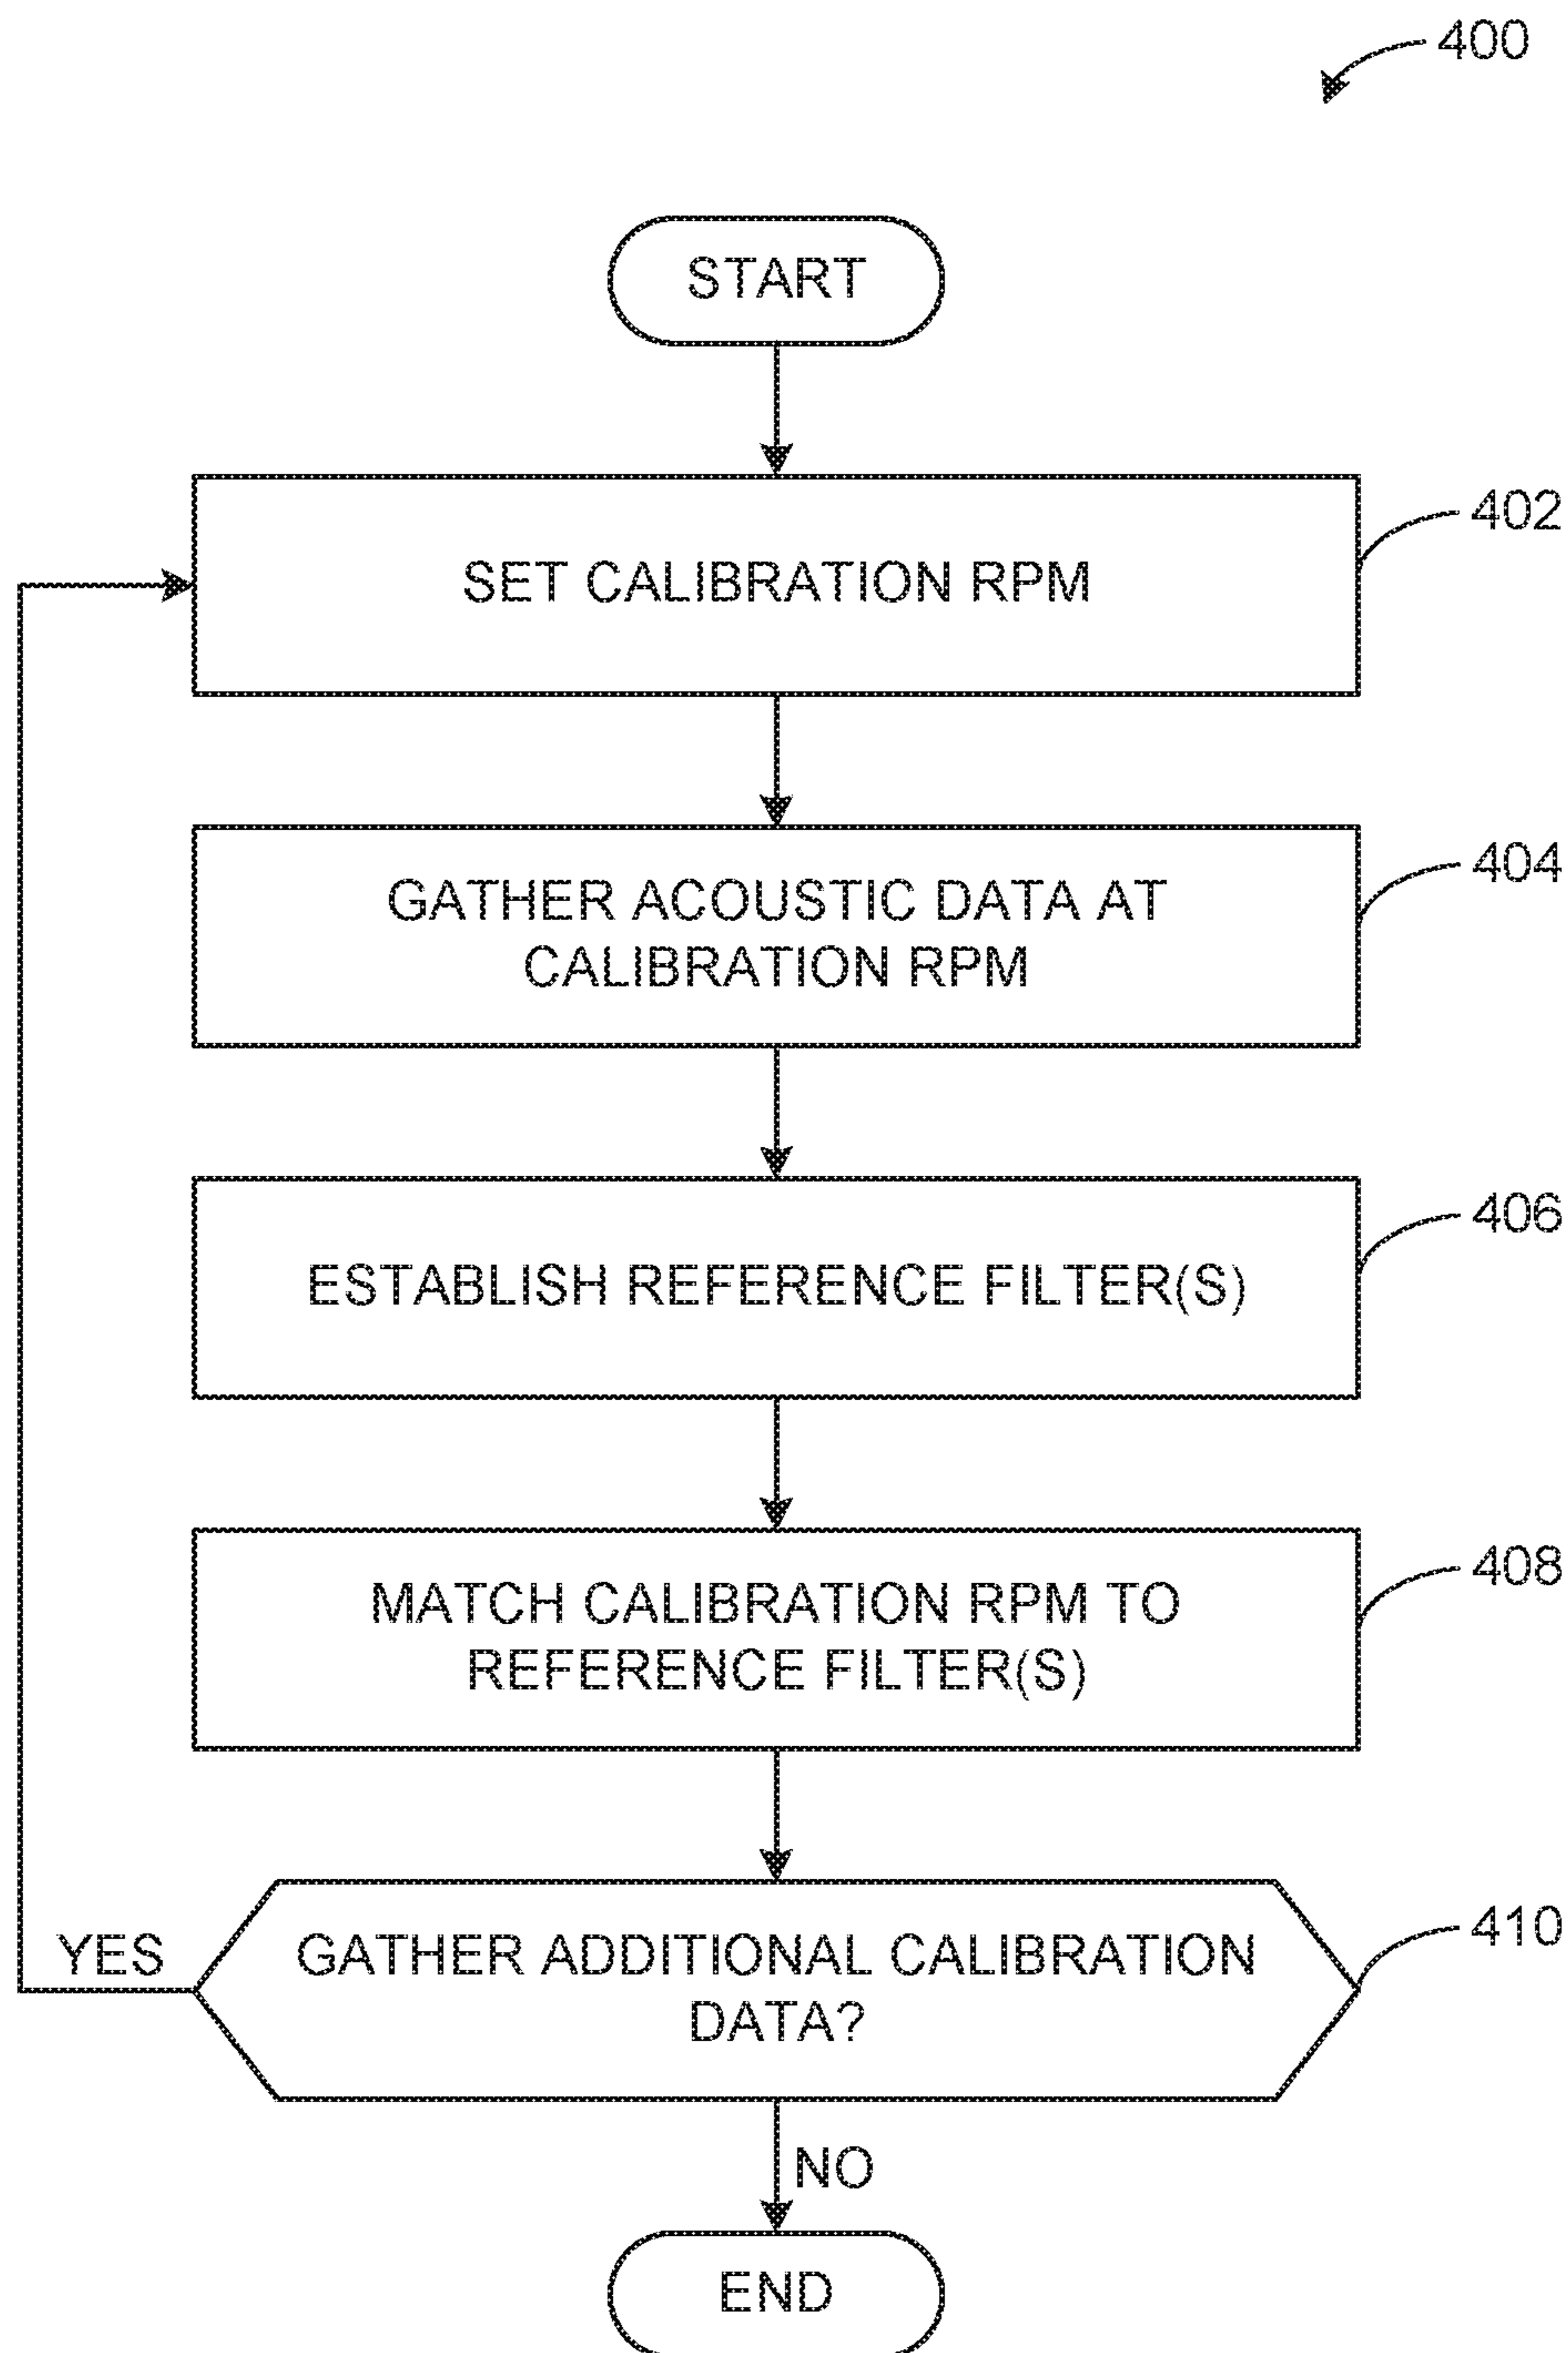 400
START
SET CALIBRATION RPM
402
GATHER ACOUSTIC DATA AT
CALIBRATION RPM
404
ESTABLISH REFERENCE FILTER(S)
406
MATCH CALIBRATION RPM TO
REFERENCE FILTER(S)
408
GATHER ADDITIONAL CALIBRATION
DATA?
410
YES
NO
END